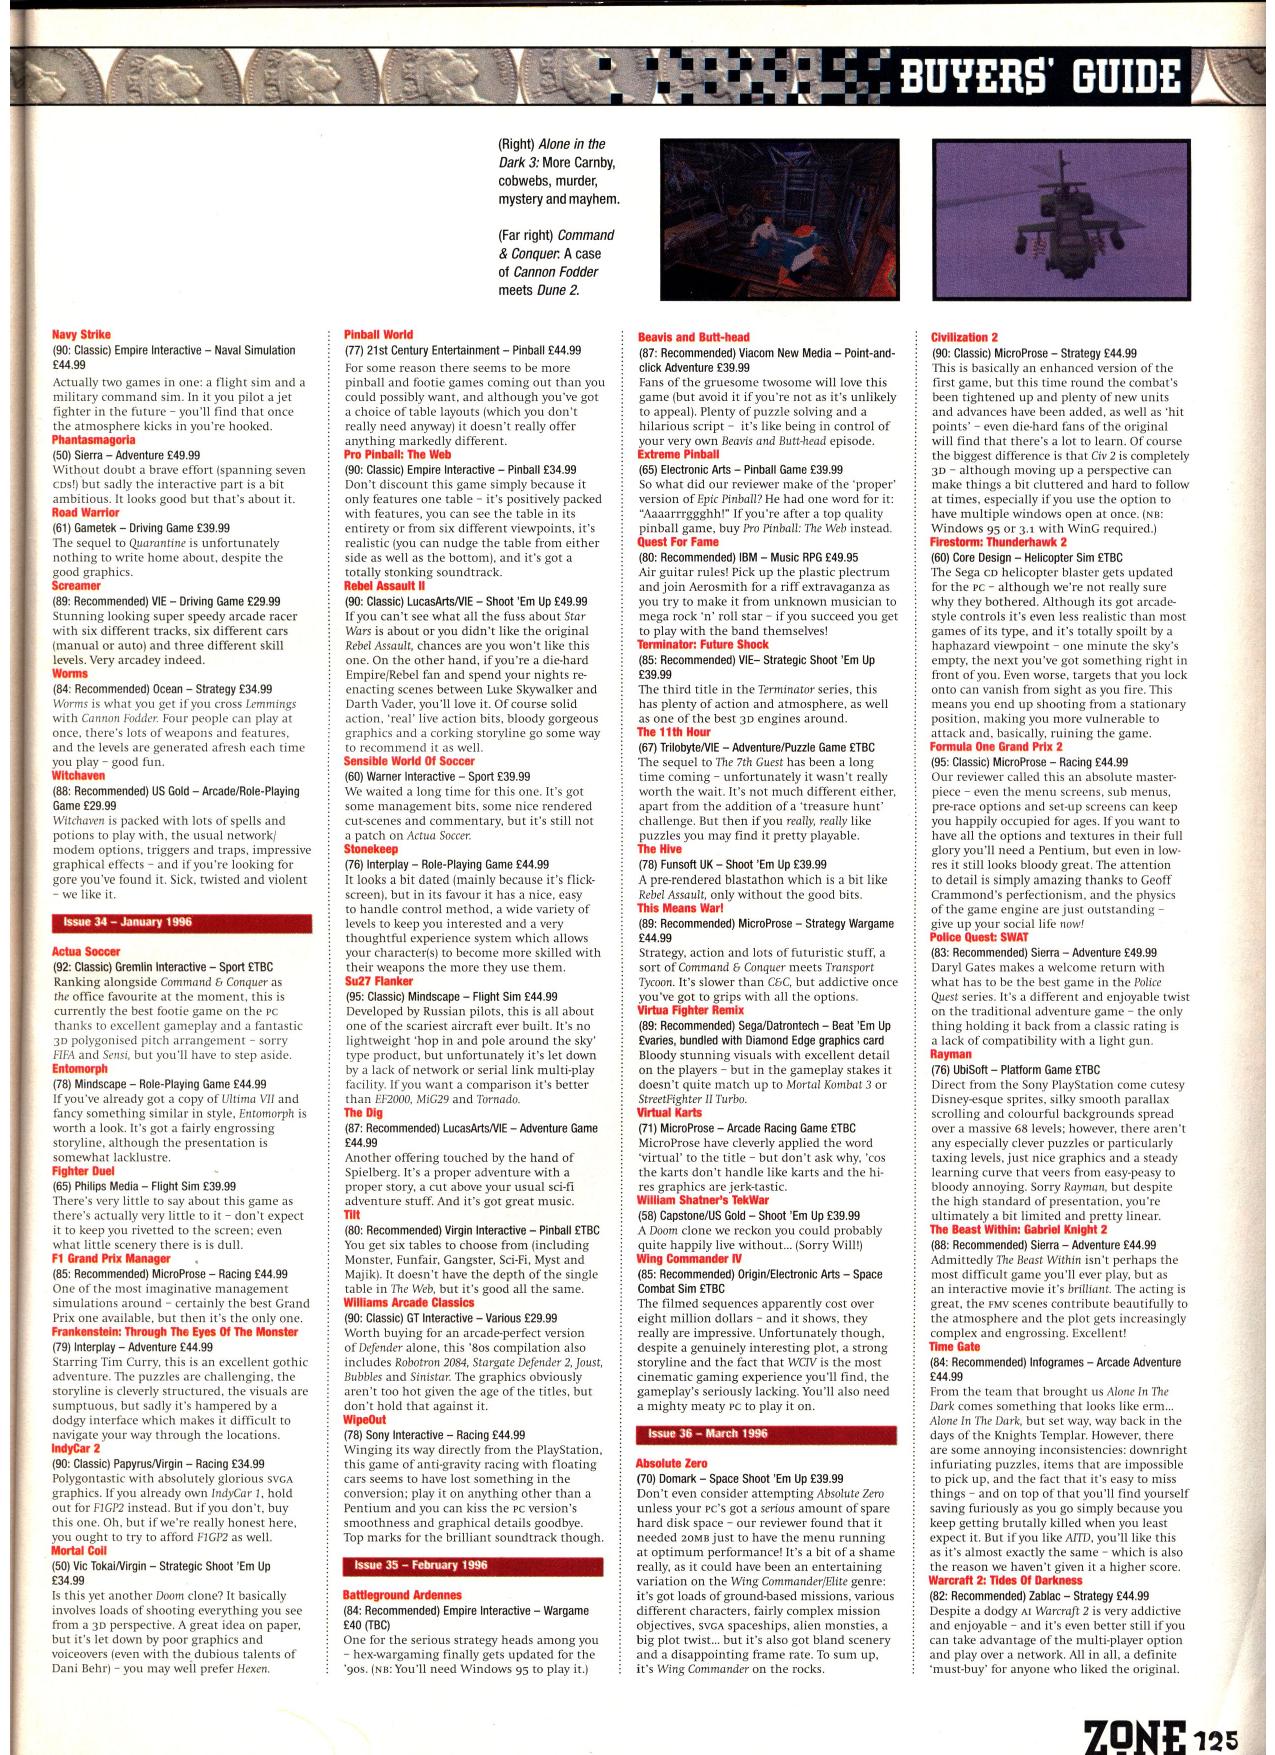 BUYERS' GUIDE
(Right) Alone in the
Dark 3: More Carnby,
cobwebs, murder,
mystery and mayhem.
(Far right) Command
& Conquer: A case
of Cannon Fodder
meets Dune 2.
Navy Strike
(90: Classic) Empire Interactive – Naval Simulation
£44.99
Actually two games in one: a flight sim and a
military command sim. In it you pilot a jet
fighter in the future – you'll find that once
the atmosphere kicks in you're hooked.
Phantasmagoria
(50) Sierra – Adventure £49.99
Without doubt a brave effort (spanning seven
CDs!) but sadly the interactive part is a bit
ambitious. It looks good but that's about it.
Road Warrior
(61) Gametek – Driving Game £39.99
The sequel to Quarantine is unfortunately
nothing to write home about, despite the
good graphics.
Screamer
(89: Recommended) VIE – Driving Game £29.99
Stunning looking super speedy arcade racer
with six different tracks, six different cars
(manual or auto) and three different skill
levels. Very arcadey indeed.
Worms
(84: Recommended) Ocean – Strategy £34.99
Worms is what you get if you cross Lemmings
with Cannon Fodder. Four people can play at
once, there's lots of weapons and features,
and the levels are generated afresh each time
you play – good fun.
Witchaven
(88: Recommended) US Gold – Arcade/Role-Playing
Game £29.99
Witchaven is packed with lots of spells and
potions to play with, the usual network/
modem options, triggers and traps, impressive
graphical effects – and if you're looking for
gore you've found it. Sick, twisted and violent
– we like it.
Issue 34 – January 1996
Actua Soccer
(92: Classic) Gremlin Interactive – Sport £TBC
Ranking alongside Command & Conquer as
the office favourite at the moment, this is
currently the best footie game on the PC
thanks to excellent gameplay and a fantastic
3D polygonised pitch arrangement – sorry
FIFA and Sensi, but you'll have to step aside.
Entomorph
(78) Mindscape – Role-Playing Game £44.99
If you've already got a copy of Ultima VII and
fancy something similar in style, Entomorph is
worth a look. It's got a fairly engrossing
storyline, although the presentation is
somewhat lacklustre.
Fighter Duel
(65) Philips Media – Flight Sim £39.99
There's very little to say about this game as
there's actually very little to it – don't expect
it to keep you rivetted to the screen; even
what little scenery there is is dull.
F1 Grand Prix Manager
(85: Recommended) MicroProse – Racing £44.99
One of the most imaginative management
simulations around – certainly the best Grand
Prix one available, but then it's the only one.
Frankenstein: Through The Eyes Of The Monster
(79) Interplay – Adventure £44.99
Starring Tim Curry, this is an excellent gothic
adventure. The puzzles are challenging, the
storyline is cleverly structured, the visuals are
sumptuous, but sadly it's hampered by a
dodgy interface which makes it difficult to
navigate your way through the locations.
IndyCar 2
(90: Classic) Papyrus/Virgin – Racing £34.99
Polygontastic with absolutely glorious SVGA
graphics. If you already own IndyCar 1, hold
out for F1GP2 instead. But if you don't, buy
this one. Oh, but if we're really honest here,
you ought to try to afford F1GP2 as well.
Mortal Coil
(50) Vic Tokai/Virgin – Strategic Shoot 'Em Up
£34.99
Is this yet another Doom clone? It basically
involves loads of shooting everything you see
from a 3D perspective. A great idea on paper,
but it's let down by poor graphics and
voiceovers (even with the dubious talents of
Dani Behr) – you may well prefer Hexen.
Pinball World
(77) 21st Century Entertainment – Pinball £44.99
For some reason there seems to be more
pinball and footie games coming out than you
could possibly want, and although you've got
a choice of table layouts (which you don't
really need anyway) it doesn't really offer
anything markedly different.
Pro Pinball: The Web
(90: Classic) Empire Interactive – Pinball £34.99
Don't discount this game simply because it
only features one table – it's positively packed
with features, you can see the table in its
entirety or from six different viewpoints, it's
realistic (you can nudge the table from either
side as well as the bottom), and it's got a
totally stonking soundtrack.
Rebel Assault II
(90: Classic) LucasArts/VIE – Shoot 'Em Up £49.99
If you can't see what all the fuss about Star
Wars is about or you didn't like the original
Rebel Assault, chances are you won't like this
one. On the other hand, if you're a die-hard
Empire/Rebel fan and spend your nights re-
enacting scenes between Luke Skywalker and
Darth Vader, you'll love it. Of course solid
action, 'real' live action bits, bloody gorgeous
graphics and a corking storyline go some way
to recommend it as well.
Sensible World Of Soccer
(60) Warner Interactive – Sport £39.99
We waited a long time for this one. It's got
some management bits, some nice rendered
cut-scenes and commentary, but it's still not
a patch on Actua Soccer.
Stonekeep
(76) Interplay – Role-Playing Game £44.99
It looks a bit dated (mainly because it's flick-
screen), but in its favour it has a nice, easy
to handle control method, a wide variety of
levels to keep you interested and a very
thoughtful experience system which allows
your character(s) to become more skilled with
their weapons the more they use them.
Su27 Flanker
(95: Classic) Mindscape – Flight Sim £44.99
Developed by Russian pilots, this is all about
one of the scariest aircraft ever built. It's no
lightweight 'hop in and pole around the sky'
type product, but unfortunately it's let down
by a lack of network or serial link multi-play
facility. If you want a comparison it's better
than EF2000, MiG29 and Tornado.
The Dig
(87: Recommended) LucasArts/VIE – Adventure Game
£44.99
Another offering touched by the hand of
Spielberg. It's a proper adventure with a
proper story, a cut above your usual sci-fi
adventure stuff. And it's got great music.
Tilt
(80: Recommended) Virgin Interactive – Pinball £TBC
You get six tables to choose from (including
Monster, Funfair, Gangster, Sci-Fi, Myst and
Majik). It doesn't have the depth of the single
table in The Web, but it's good all the same.
Williams Arcade Classics
(90: Classic) GT Interactive – Various £29.99
Worth buying for an arcade-perfect version
of Defender alone, this '80s compilation also
includes Robotron 2084, Stargate Defender 2, Joust,
Bubbles and Sinistar. The graphics obviously
aren't too hot given the age of the titles, but
don't hold that against it.
WipeOut
(78) Sony Interactive – Racing £44.99
Winging its way directly from the PlayStation,
this game of anti-gravity racing with floating
cars seems to have lost something in the
conversion; play it on anything other than a
Pentium and you can kiss the PC version's
smoothness and graphical details goodbye.
Top marks for the brilliant soundtrack though.
Issue 35 – February 1996
Battleground Ardennes
(84: Recommended) Empire Interactive – Wargame
£40 (TBC)
One for the serious strategy heads among you
– hex-wargaming finally gets updated for the
'90s. (NB: You'll need Windows 95 to play it.)
Beavis and Butt-head
(87: Recommended) Viacom New Media – Point-and-
click Adventure £39.99
Fans of the gruesome twosome will love this
game (but avoid it if you're not as it's unlikely
to appeal). Plenty of puzzle solving and a
hilarious script – it's like being in control of
your very own Beavis and Butt-head episode.
Extreme Pinball
(65) Electronic Arts – Pinball Game £39.99
So what did our reviewer make of the 'proper'
version of Epic Pinball? He had one word for it:
"Aaaarrrggghh!" If you're after a top quality
pinball game, buy Pro Pinball: The Web instead.
Quest For Fame
(80: Recommended) IBM – Music RPG £49.95
Air guitar rules! Pick up the plastic plectrum
and join Aerosmith for a riff extravaganza as
you try to make it from unknown musician to
mega rock 'n' roll star – if you succeed you get
to play with the band themselves!
Terminator: Future Shock
(85: Recommended) VIE– Strategic Shoot 'Em Up
£39.99
The third title in the Terminator series, this
has plenty of action and atmosphere, as well
as one of the best 3D engines around.
The 11th Hour
(67) Trilobyte/VIE – Adventure/Puzzle Game £TBC
The sequel to The 7th Guest has been a long
time coming – unfortunately it wasn't really
worth the wait. It's not much different either,
apart from the addition of a 'treasure hunt'
challenge. But then if you really, really like
puzzles you may find it pretty playable.
The Hive
(78) Funsoft UK – Shoot 'Em Up £39.99
A pre-rendered blastathon which is a bit like
Rebel Assault, only without the good bits.
This Means War!
(89: Recommended) MicroProse – Strategy Wargame
£44.99
Strategy, action and lots of futuristic stuff, a
sort of Command & Conquer meets Transport
Tycoon. It's slower than C&C, but addictive once
you've got to grips with all the options.
Virtua Fighter Remix
(89: Recommended) Sega/Datrontech – Beat 'Em Up
£varies, bundled with Diamond Edge graphics card
Bloody stunning visuals with excellent detail
on the players – but in the gameplay stakes it
doesn't quite match up to Mortal Kombat 3 or
StreetFighter II Turbo.
Virtual Karts
(71) MicroProse – Arcade Racing Game £TBC
MicroProse have cleverly applied the word
'virtual' to the title – but don't ask why, 'cos
the karts don't handle like karts and the hi-
res graphics are jerk-tastic.
William Shatner's TekWar
(58) Capstone/US Gold – Shoot 'Em Up £39.99
A Doom clone we reckon you could probably
quite happily live without... (Sorry Will!)
Wing Commander IV
(85: Recommended) Origin/Electronic Arts – Space
Combat Sim £TBC
The filmed sequences apparently cost over
eight million dollars – and it shows, they
really are impressive. Unfortunately though,
despite a genuinely interesting plot, a strong
storyline and the fact that WCIV is the most
cinematic gaming experience you'll find, the
gameplay's seriously lacking. You'll also need
a mighty meaty PC to play it on.
Issue 36 – March 1996
Absolute Zero
(70) Domark – Space Shoot 'Em Up £39.99
Don't even consider attempting Absolute Zero
unless your PC's got a serious amount of spare
hard disk space – our reviewer found that it
needed 20MB just to have the menu running
at optimum performance! It's a bit of a shame
really, as it could have been an entertaining
variation on the Wing Commander/Elite genre:
it's got loads of ground-based missions, various
different characters, fairly complex mission
objectives, SVGA spaceships, alien monsties, a
big plot twist... but it's also got bland scenery
and a disappointing frame rate. To sum up,
it's Wing Commander on the rocks.
Civilization 2
(90: Classic) MicroProse – Strategy £44.99
This is basically an enhanced version of the
first game, but this time round the combat's
been tightened up and plenty of new units
and advances have been added, as well as 'hit
points' – even die-hard fans of the original
will find that there's a lot to learn. Of course
the biggest difference is that Civ 2 is completely
3D – although moving up a perspective can
make things a bit cluttered and hard to follow
at times, especially if you use the option to
have multiple windows open at once. (NB:
Windows 95 or 3.1 with WinG required.)
Firestorm: Thunderhawk 2
(60) Core Design – Helicopter Sim £TBC
The Sega CD helicopter blaster gets updated
for the PC – although we're not really sure
why they bothered. Although its got arcade-
style controls it's even less realistic than most
games of its type, and it's totally spoilt by a
haphazard viewpoint – one minute the sky's
empty, the next you've got something right in
front of you. Even worse, targets that you lock
onto can vanish from sight as you fire. This
means you end up shooting from a stationary
position, making you more vulnerable to
attack and, basically, ruining the game.
Formula One Grand Prix 2
(95: Classic) MicroProse – Racing £44.99
Our reviewer called this an absolute master-
piece – even the menu screens, sub menus,
pre-race options and set-up screens can keep
you happily occupied for ages. If you want to
have all the options and textures in their full
glory you'll need a Pentium, but even in low-
res it still looks bloody great. The attention
to detail is simply amazing thanks to Geoff
Crammond's perfectionism, and the physics
of the game engine are just outstanding –
give up your social life now!
Police Quest: SWAT
(83: Recommended) Sierra – Adventure £49.99
Daryl Gates makes a welcome return with
what has to be the best game in the Police
Quest series. It's a different and enjoyable twist
on the traditional adventure game – the only
thing holding it back from a classic rating is
a lack of compatibility with a light gun.
Rayman
(76) UbiSoft – Platform Game £TBC
Direct from the Sony PlayStation come cutesy
Disney-esque sprites, silky smooth parallax
scrolling and colourful backgrounds spread
over a massive 68 levels; however, there aren't
any especially clever puzzles or particularly
taxing levels, just nice graphics and a steady
learning curve that veers from easy-peasy to
bloody annoying. Sorry Rayman, but despite
the high standard of presentation, you're
ultimately a bit limited and pretty linear.
The Beast Within: Gabriel Knight 2
(88: Recommended) Sierra – Adventure £44.99
Admittedly The Beast Within isn't perhaps the
most difficult game you'll ever play, but as
an interactive movie it's brilliant. The acting is
great, the FMV scenes contribute beautifully to
the atmosphere and the plot gets increasingly
complex and engrossing. Excellent!
Time Gate
(84: Recommended) Infogrames – Arcade Adventure
£44.99
From the team that brought us Alone In The
Dark comes something that looks like erm...
Alone In The Dark, but set way, way back in the
days of the Knights Templar. However, there
are some annoying inconsistencies: downright
infuriating puzzles, items that are impossible
to pick up, and the fact that it's easy to miss
things – and on top of that you'll find yourself
saving furiously as you go simply because you
keep getting brutally killed when you least
expect it. But if you like AITD, you'll like this
as it's almost exactly the same – which is also
the reason we haven't given it a higher score.
Warcraft 2: Tides Of Darkness
(82: Recommended) Zablac – Strategy £44.99
Despite a dodgy AI Warcraft 2 is very addictive
and enjoyable – and it's even better still if you
can take advantage of the multi-player option
and play over a network. All in all, a definite
'must-buy' for anyone who liked the original.
ZONE 125